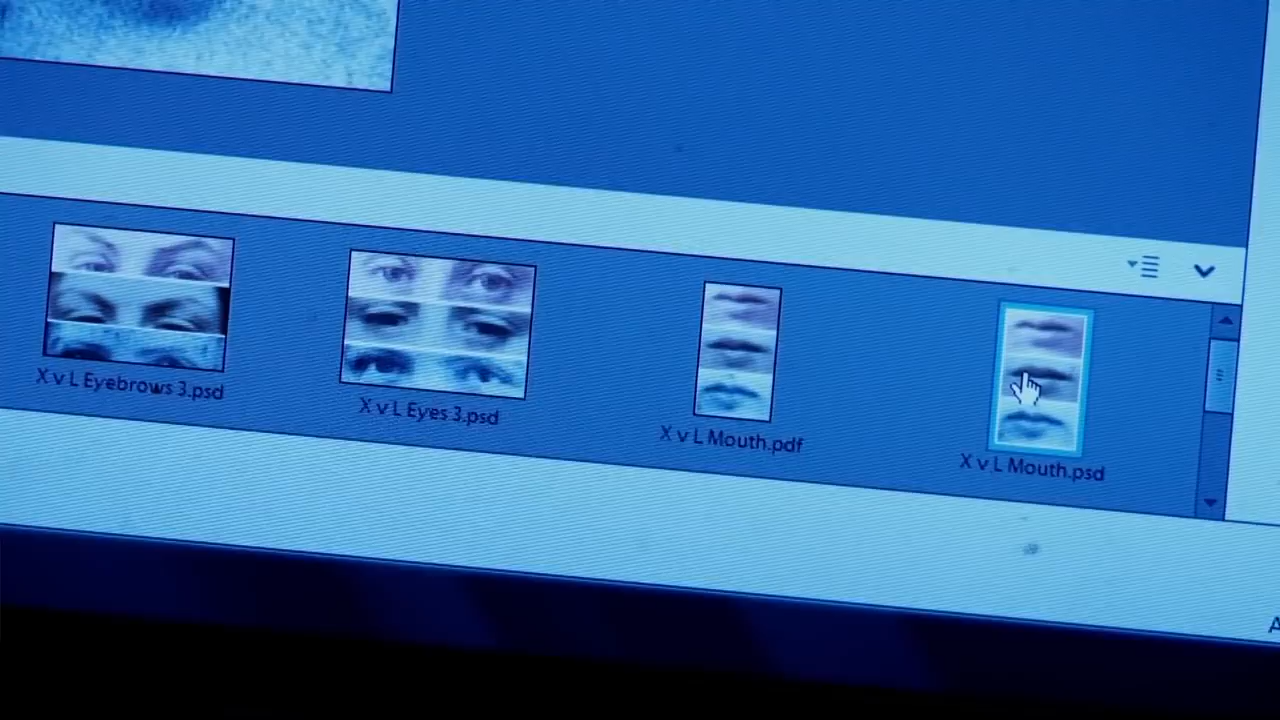 X v L Eyebrows 3.psd
X v L Eyes 3.psd
X v L Mouth.pdf
X v L Mouth.psd
A